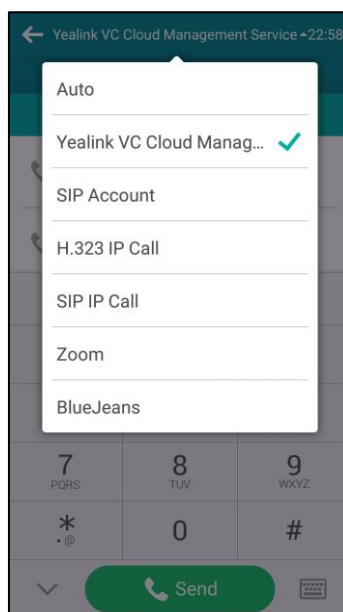 Yealink VC Cloud Management Service 22:58
Auto
Yealink VC Cloud Manag...
SIP Account
H.323 IP Call
SIP IP Call
Zoom
BlueJeans
7 8 9
PQRS TUV WXYZ
* 0 #
. @
Send